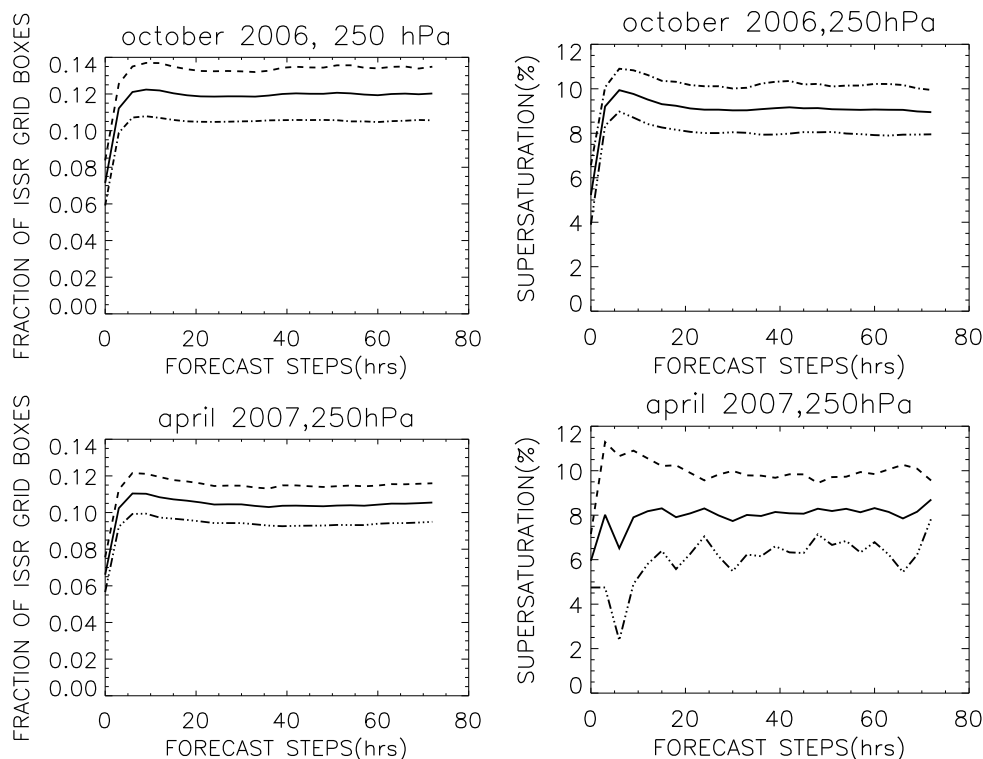 october 2006, 250 hPa
FRACTION OF ISSR GRID BOXES
0.14
0.12
0.10
0.08
0.06
0.04
0.02
0.00
0 20 40 60 80
FORECAST STEPS(hrs)
october 2006,250hPa
SUPERSATURATION(%)
12
10
8
6
4
2
0
0 20 40 60 80
FORECAST STEPS(hrs)
april 2007,250hPa
FRACTION OF ISSR GRID BOXES
0.14
0.12
0.10
0.08
0.06
0.04
0.02
0.00
0 20 40 60 80
FORECAST STEPS(hrs)
april 2007,250hPa
SUPERSATURATION(%)
12
10
8
6
4
2
0
0 20 40 60 80
FORECAST STEPS(hrs)